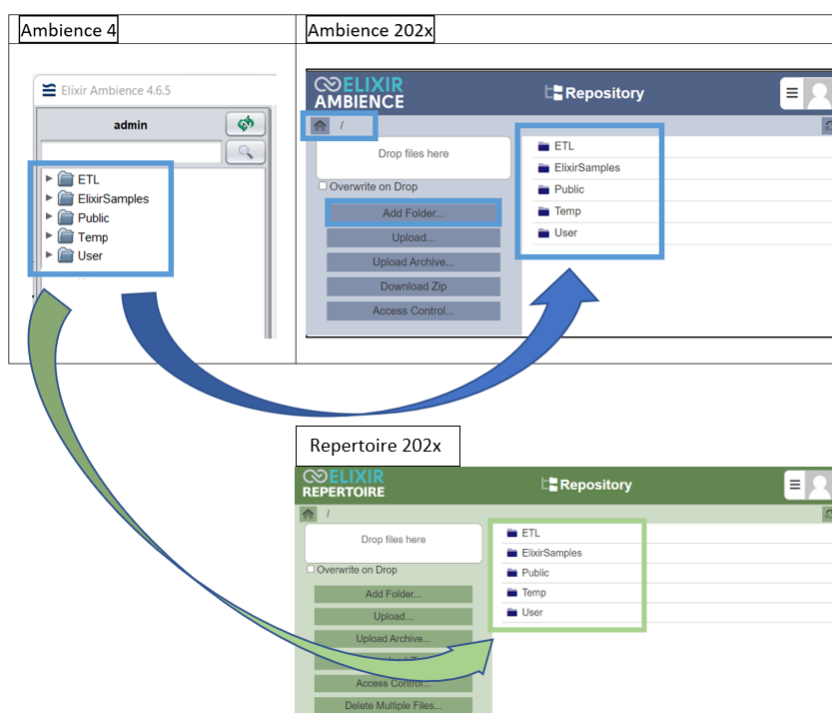 Ambience 4
Ambience 202x
Elixir Ambience 4.6.5
admin
ETL
ElixirSamples
Public
Temp
User
ELIXIR
AMBIENCE
Repository
/
Drop files here
Overwrite on Drop
Add Folder...
Upload...
Upload Archive...
Download Zip
Access Control...
ETL
ElixirSamples
Public
Temp
User
Repertoire 202x
ELIXIR
REPERTOIRE
Repository
/
Drop files here
Overwrite on Drop
Add Folder...
Upload...
Upload Archive...
Access Control...
Delete Multiple Files...
ETL
ElixirSamples
Public
Temp
User